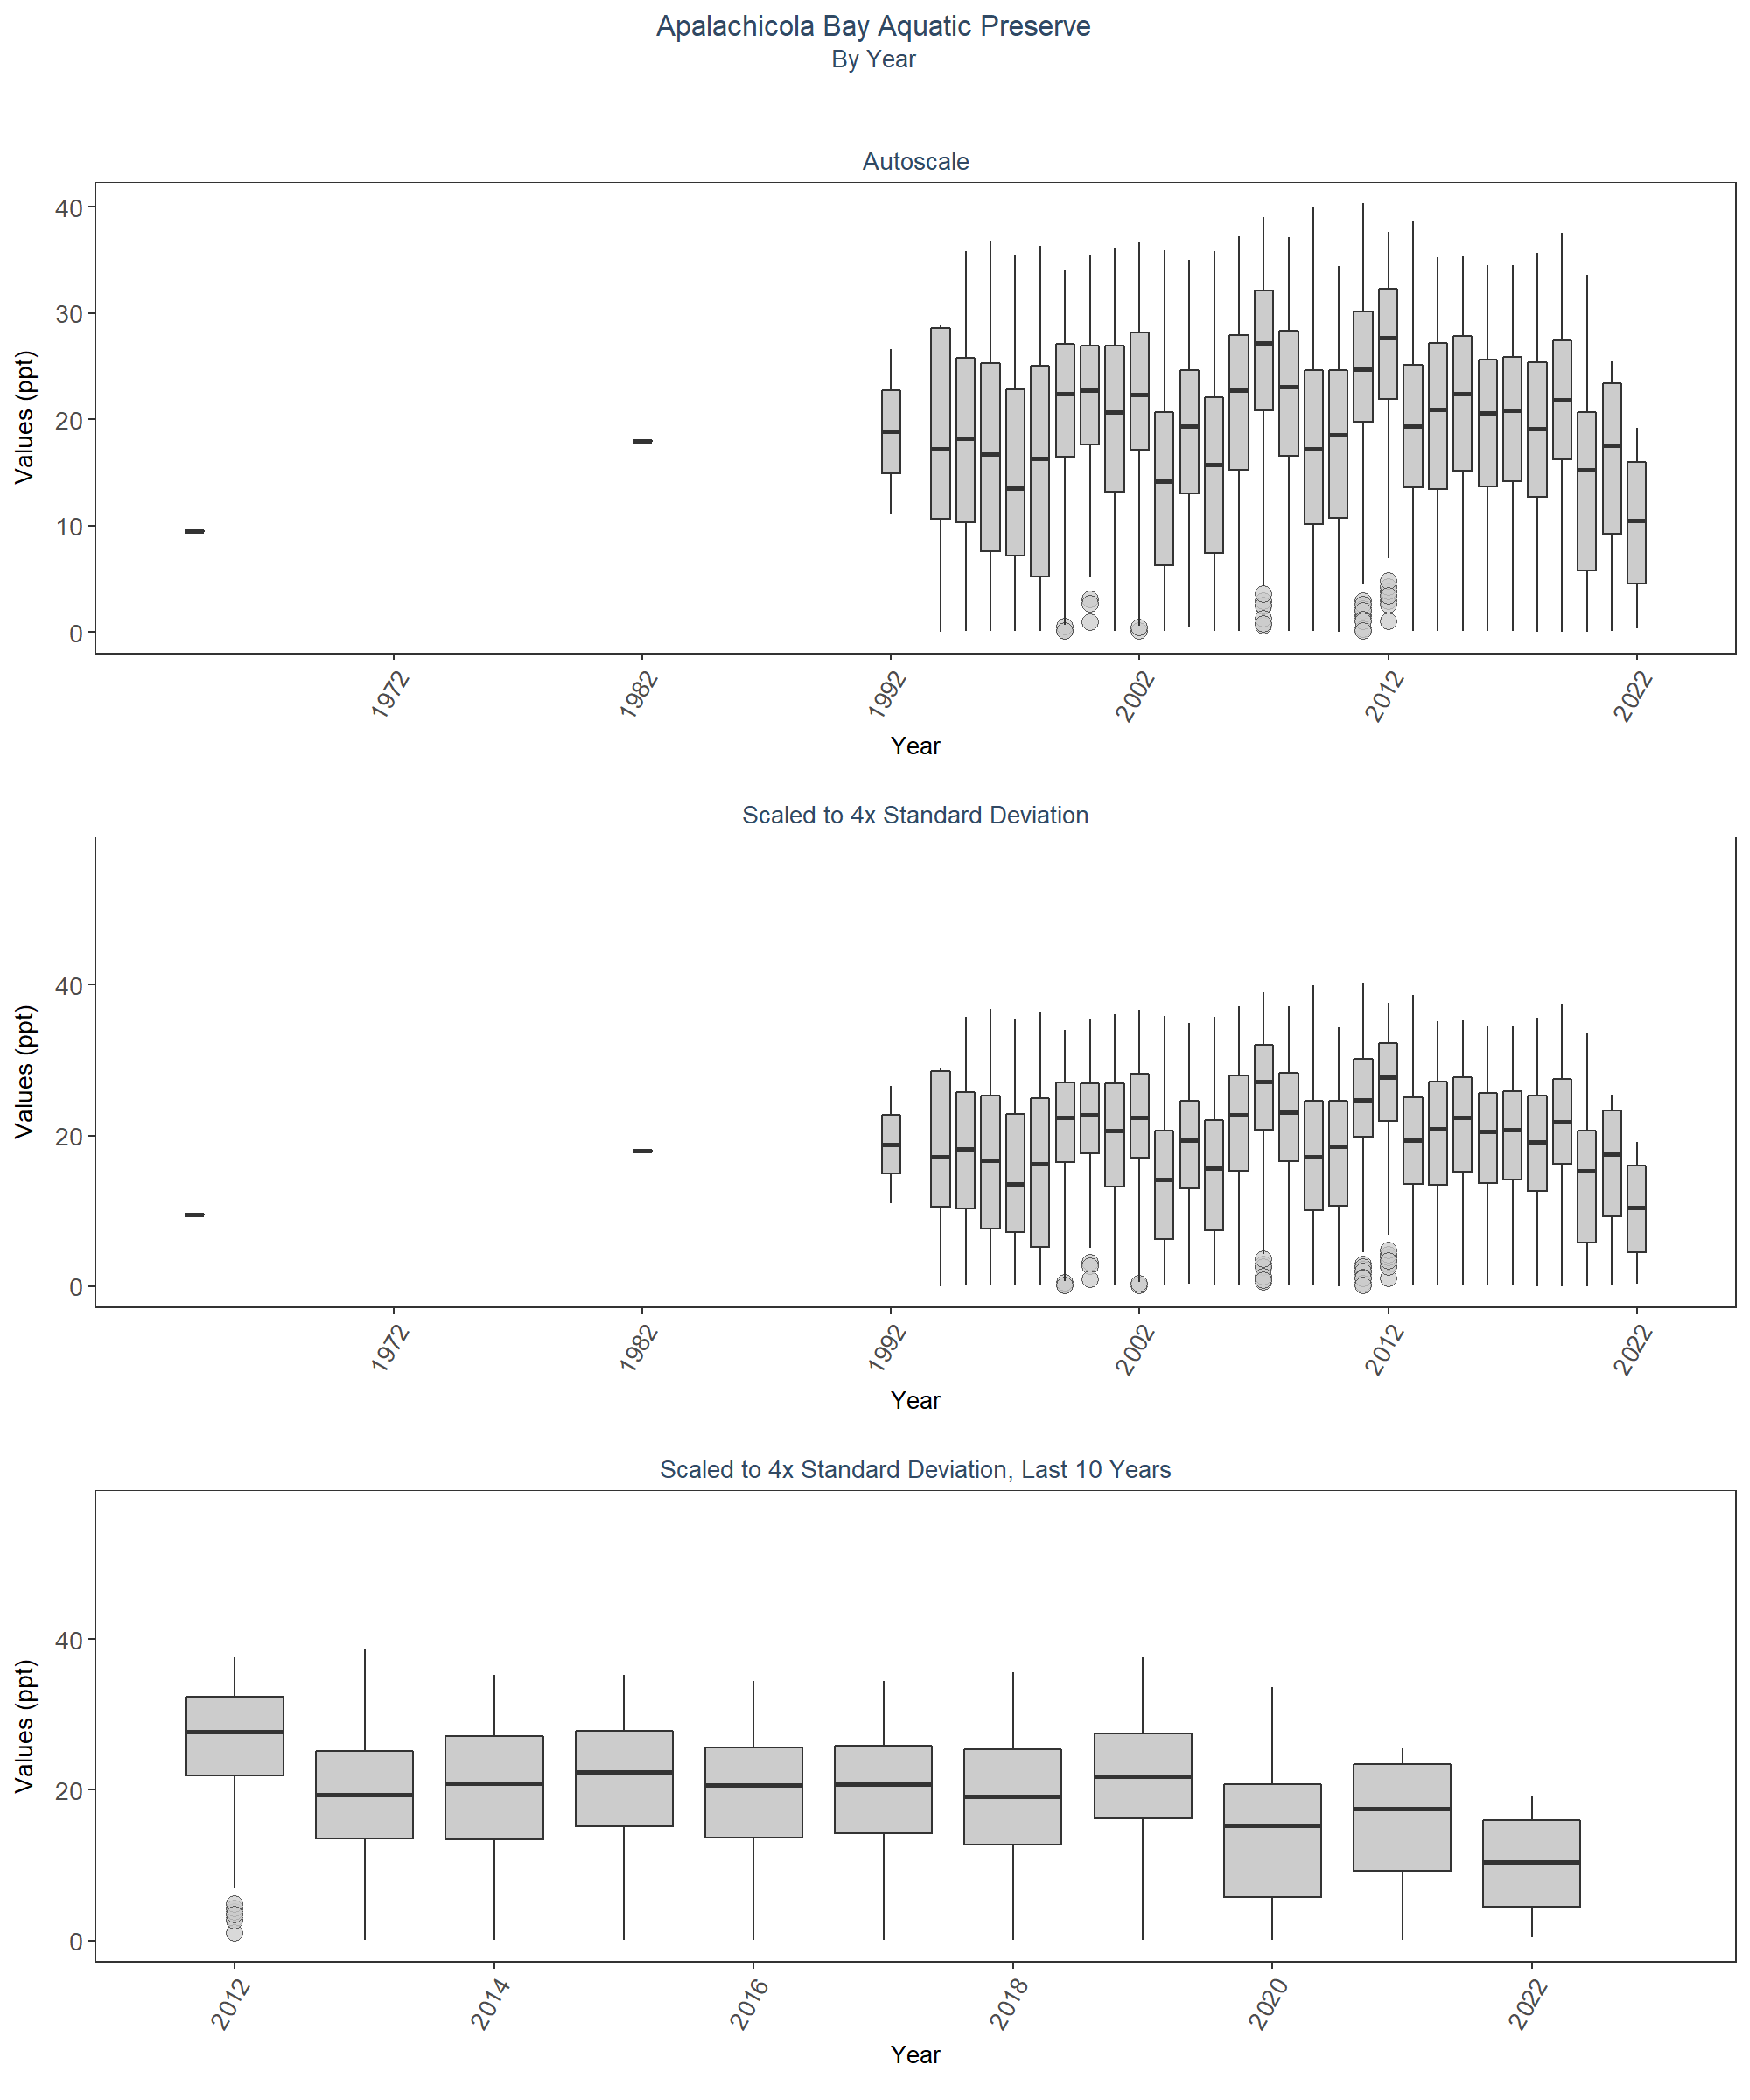 Apalachicola Bay Aquatic Preserve
By Year
Autoscale
Values (ppt)
40
30
20
10
0
1972 1982 1992 2002 2012 2022
Year
Scaled to 4x Standard Deviation
Values (ppt)
40
20
0
1972 1982 1992 2002 2012 2022
Year
Scaled to 4x Standard Deviation, Last 10 Years
Values (ppt)
40
20
0
2012 2014 2016 2018 2020 2022
Year